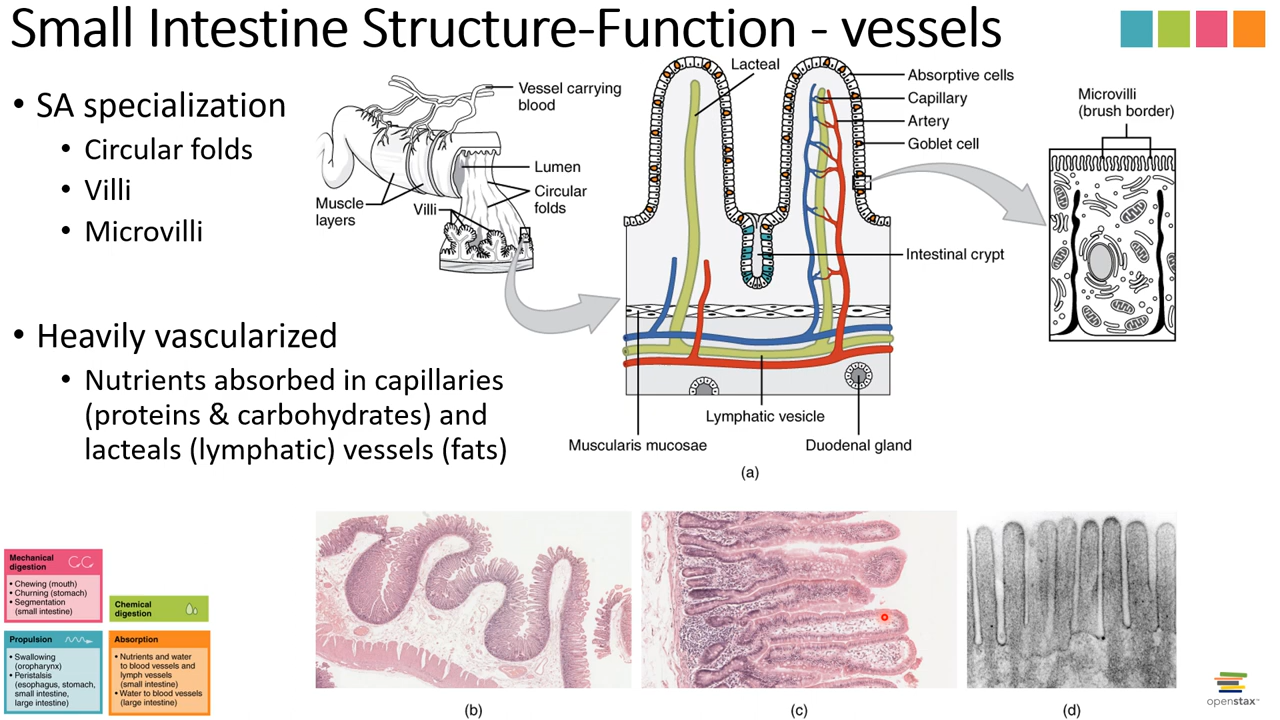 Small Intestine Structure-Function - vessels
• SA specialization
• Circular folds
• Villi
• Microvilli
• Heavily vascularized
• Nutrients absorbed in capillaries
(proteins & carbohydrates) and
lacteals (lymphatic) vessels (fats)
Vessel carrying
blood
Lumen
Circular
folds
Muscle
layers
Villi
Lacteal
Absorptive cells
Capillary
Artery
Goblet cell
Intestinal crypt
Microvilli
(brush border)
Lymphatic vesicle
Muscularis mucosae
Duodenal gland
(a)
(b)
(c)
(d)
Mechanical
digestion
• Chewing (mouth)
• Churning (stomach)
• Segmentation
(small intestine)
Chemical
digestion
Propulsion
• Swallowing
(oropharynx)
• Peristalsis
(esophagus, stomach,
small intestine,
large intestine)
Absorption
• Nutrients and water
to blood vessels and
lymph vessels
(small intestine)
• Water to blood vessels
(large intestine)
openstax™